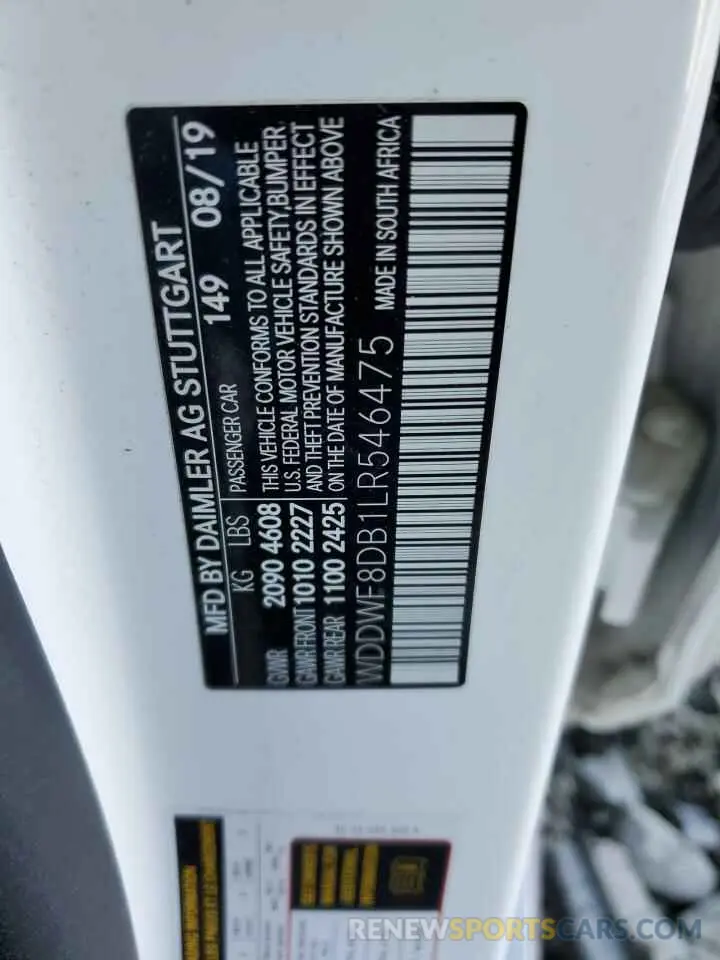 MFD BY DAIMLER AG STUTTGART
KG LBS PASSENGER CAR 149 08/19
GVWR 2090 4608 THIS VEHICLE CONFORMS TO ALL APPLICABLE
U.S. FEDERAL MOTOR VEHICLE SAFETY, BUMPER,
GAWR FRONT 1010 2227 AND THEFT PREVENTION STANDARDS IN EFFECT
GAWR REAR 1100 2425 ON THE DATE OF MANUFACTURE SHOWN ABOVE
WDDWF8DB1LR546475 MADE IN SOUTH AFRICA
RENEWSPORTSCARS.COM